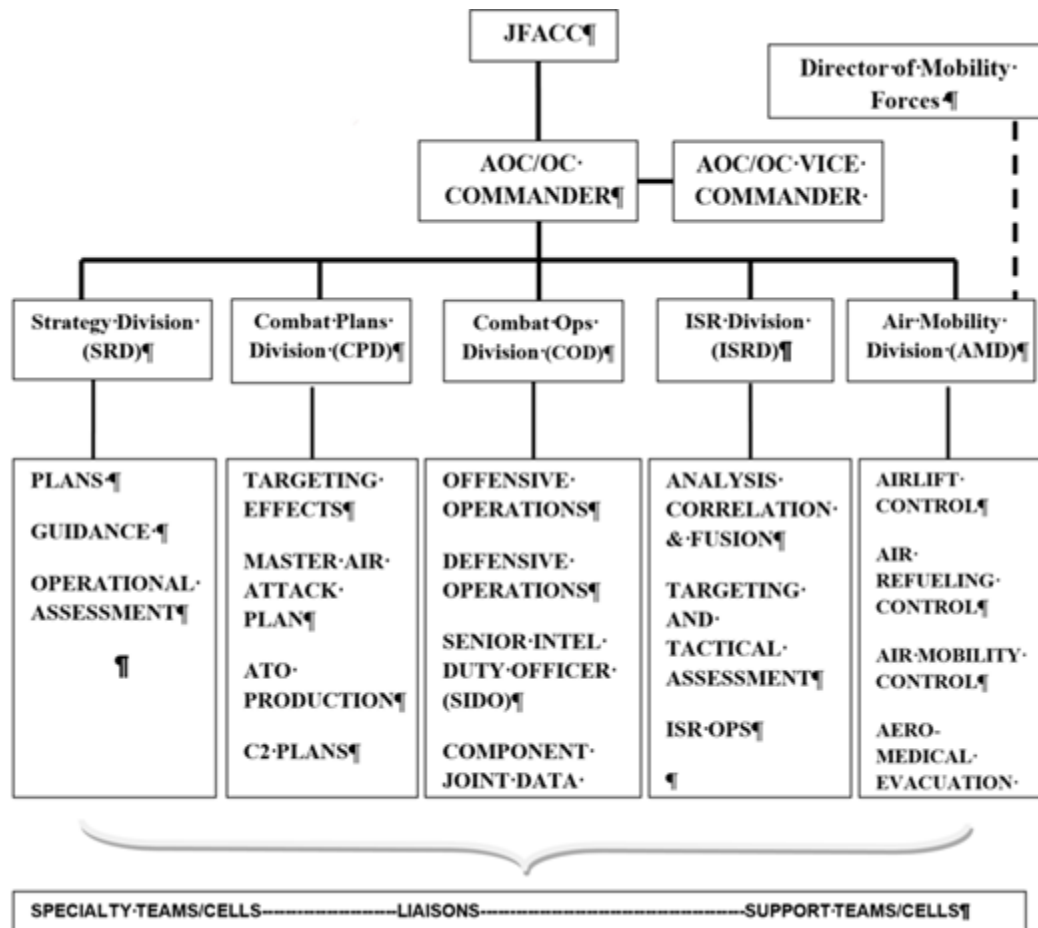 JFACC¶
Director·of·Mobility·
Forces·¶
AOC/OC·
COMMANDER¶
AOC/OC·VICE·
COMMANDER·
Strategy·Division·
(SRD)¶
Combat·Plans·
Division·(CPD)¶
Combat·Ops·
Division·(COD)¶
ISR·Division·
(ISRD)¶
Air·Mobility·
Division·(AMD)¶
PLANS·¶
GUIDANCE·¶
OPERATIONAL·
ASSESSMENT¶
¶
TARGETING·
EFFECTS¶
MASTER·AIR·
ATTACK·
PLAN¶
ATO·
PRODUCTION¶
C2·PLANS¶
OFFENSIVE·
OPERATIONS¶
DEFENSIVE·
OPERATIONS¶
SENIOR·INTEL·
DUTY·OFFICER·
(SIDO)¶
COMPONENT·
JOINT·DATA·
ANALYSIS·
CORRELATION·
&·FUSION¶
TARGETING·
AND·
TACTICAL·
ASSESSMENT¶
ISR·OPS¶
¶
AIRLIFT·
CONTROL¶
AIR·
REFUELING·
CONTROL¶
AIR·MOBILITY·
CONTROL¶
AERO-
MEDICAL·
EVACUATION·
SPECIALTY·TEAMS/CELLS-----------------------LIAISONS---------------------------------------------SUPPORT·TEAMS/CELLS¶